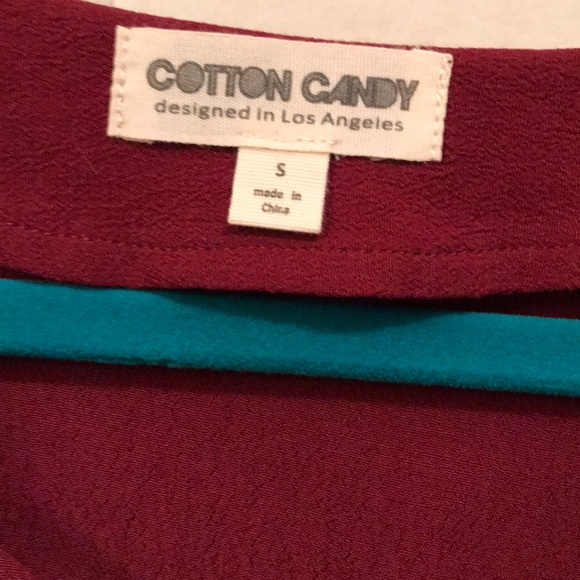 COTTON CANDY
designed in Los Angeles
S
made in
China